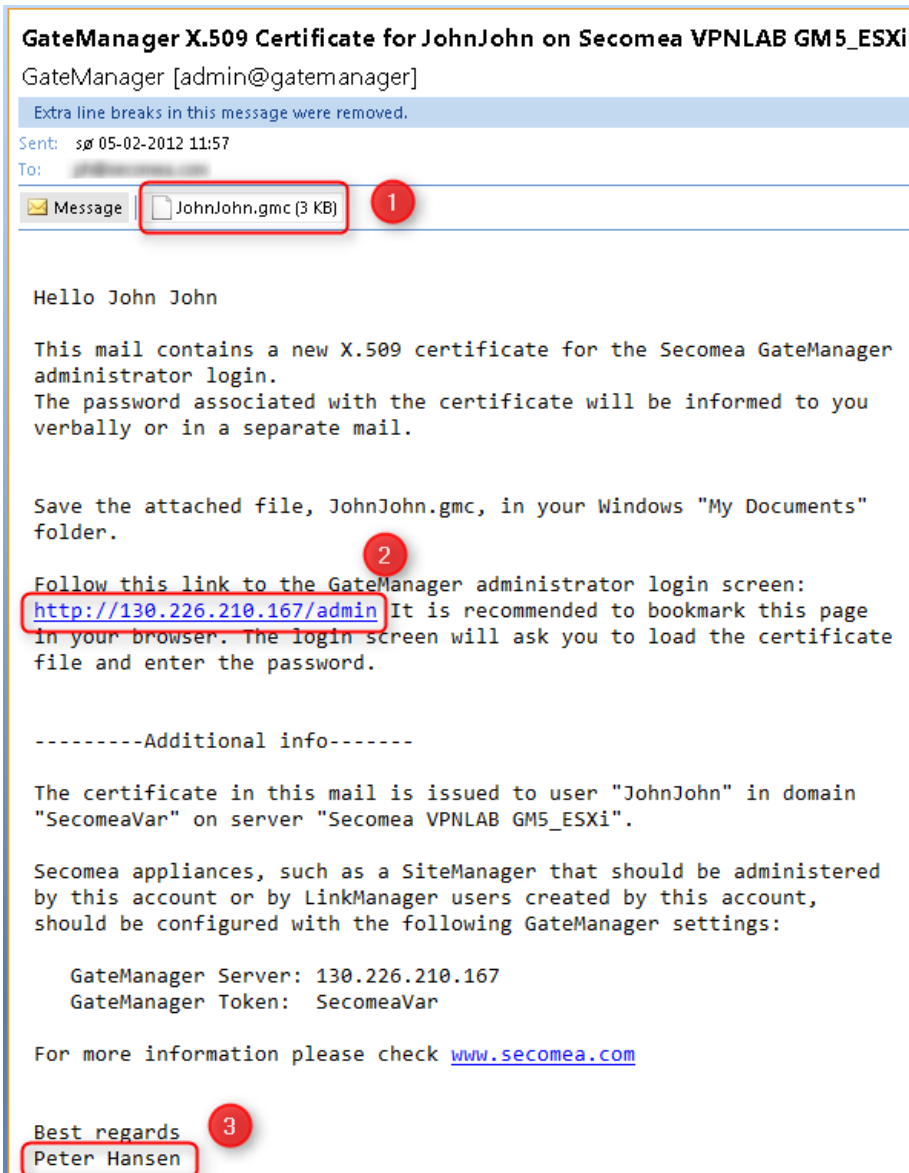 GateManager X.509 Certificate for JohnJohn on Secomea VPNLAB GM5_ESXi
GateManager [admin@gatemanager]
Extra line breaks in this message were removed.
Sent: sø 05-02-2012 11:57
To:
Message JohnJohn.gmc (3 KB) 1
Hello John John
This mail contains a new X.509 certificate for the Secomea GateManager
administrator login.
The password associated with the certificate will be informed to you
verbally or in a separate mail.
Save the attached file, JohnJohn.gmc, in your Windows "My Documents"
folder.
2
Follow this link to the GateManager administrator login screen:
http://130.226.210.167/admin It is recommended to bookmark this page
in your browser. The login screen will ask you to load the certificate
file and enter the password.
---------Additional info-------
The certificate in this mail is issued to user "JohnJohn" in domain
"SecomeaVar" on server "Secomea VPNLAB GM5_ESXi".
Secomea appliances, such as a SiteManager that should be administered
by this account or by LinkManager users created by this account,
should be configured with the following GateManager settings:
GateManager Server: 130.226.210.167
GateManager Token:  SecomeaVar
For more information please check www.secomea.com
Best regards 3
Peter Hansen